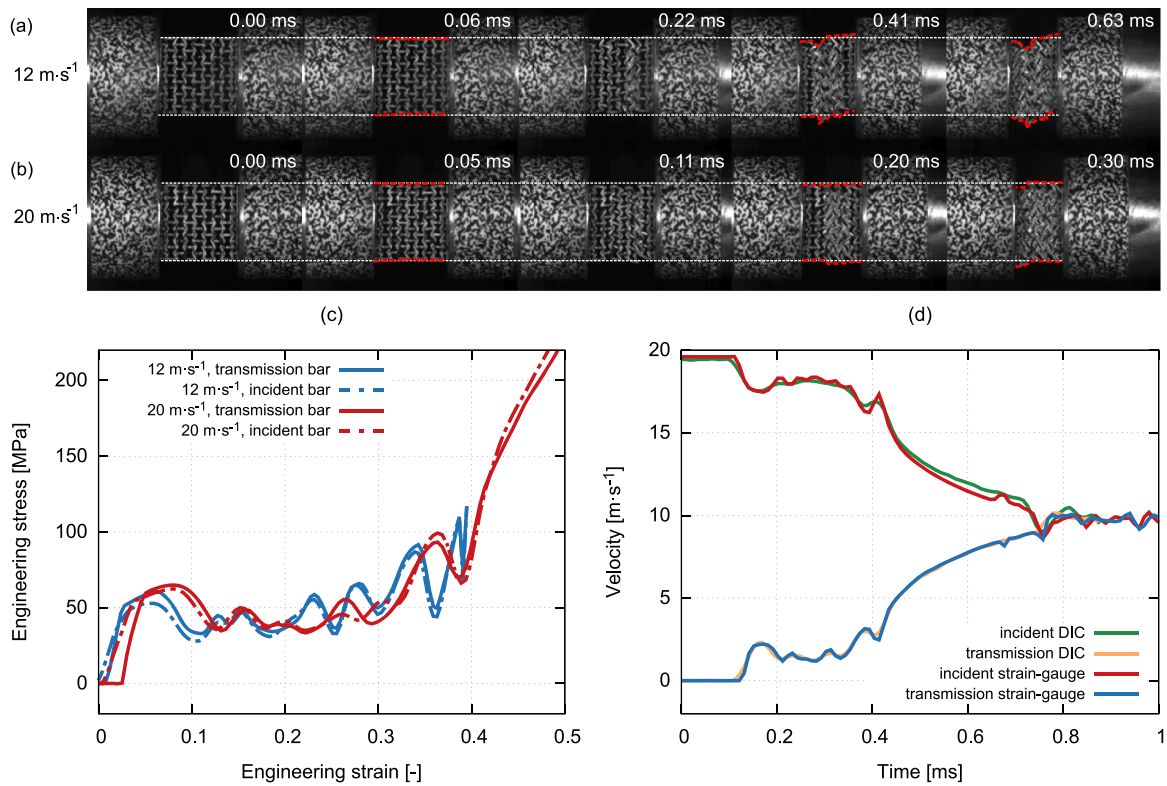 (a)
0.00 ms 0.06 ms 0.22 ms 0.41 ms 0.63 ms
12 m·s⁻¹
(b)
0.00 ms 0.05 ms 0.11 ms 0.20 ms 0.30 ms
20 m·s⁻¹
(c)
Engineering stress [MPa]
200
150
100
50
0
12 m·s⁻¹, transmission bar
12 m·s⁻¹, incident bar
20 m·s⁻¹, transmission bar
20 m·s⁻¹, incident bar
0 0.1 0.2 0.3 0.4 0.5
Engineering strain [-]
(d)
Velocity [m·s⁻¹]
20
15
10
5
0
incident DIC
transmission DIC
incident strain-gauge
transmission strain-gauge
0 0.2 0.4 0.6 0.8 1
Time [ms]